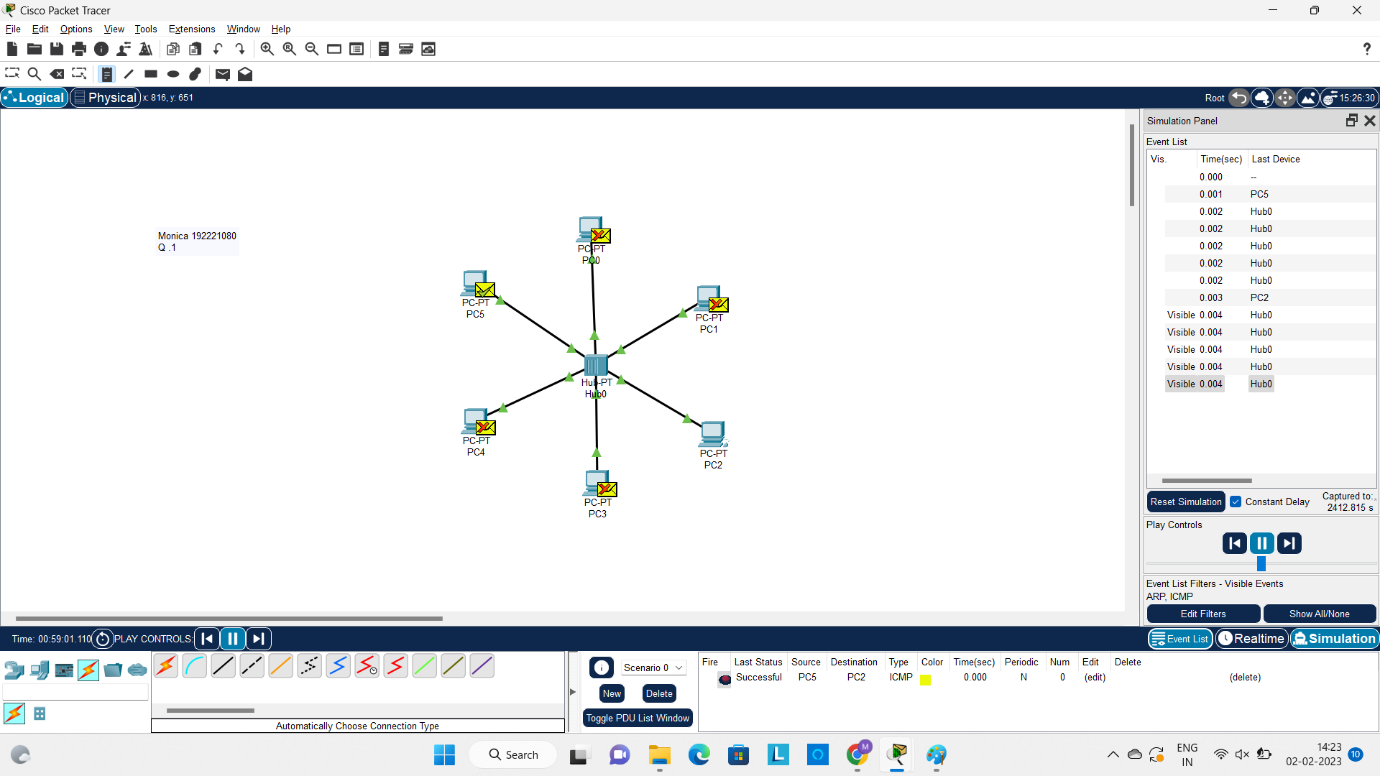 Cisco Packet Tracer
File Edit Options View Tools Extensions Window Help
?
Logical Physical x: 816, y: 651 Root 15:26:30
Monica 192221080
Q .1
PC-PT
PC0
PC-PT
PC5
PC-PT
PC1
Hub-PT
Hub0
PC-PT
PC4
PC-PT
PC2
PC-PT
PC3
Simulation Panel
Event List
Vis. Time(sec) Last Device
0.000 --
0.001 PC5
0.002 Hub0
0.002 Hub0
0.002 Hub0
0.002 Hub0
0.002 Hub0
0.003 PC2
Visible 0.004 Hub0
Visible 0.004 Hub0
Visible 0.004 Hub0
Visible 0.004 Hub0
Visible 0.004 Hub0
Reset Simulation Constant Delay Captured to:
2412.815 s
Play Controls
Event List Filters - Visible Events
ARP, ICMP
Edit Filters Show All/None
Time: 00:59:01.110 PLAY CONTROLS: Event List Realtime Simulation
Automatically Choose Connection Type
Scenario 0
New Delete
Toggle PDU List Window
Fire Last Status Source Destination Type Color Time(sec) Periodic Num Edit Delete
Successful PC5 PC2 ICMP 0.000 N 0 (edit) (delete)
Search
L
M
ENG
IN
14:23
02-02-2023
10